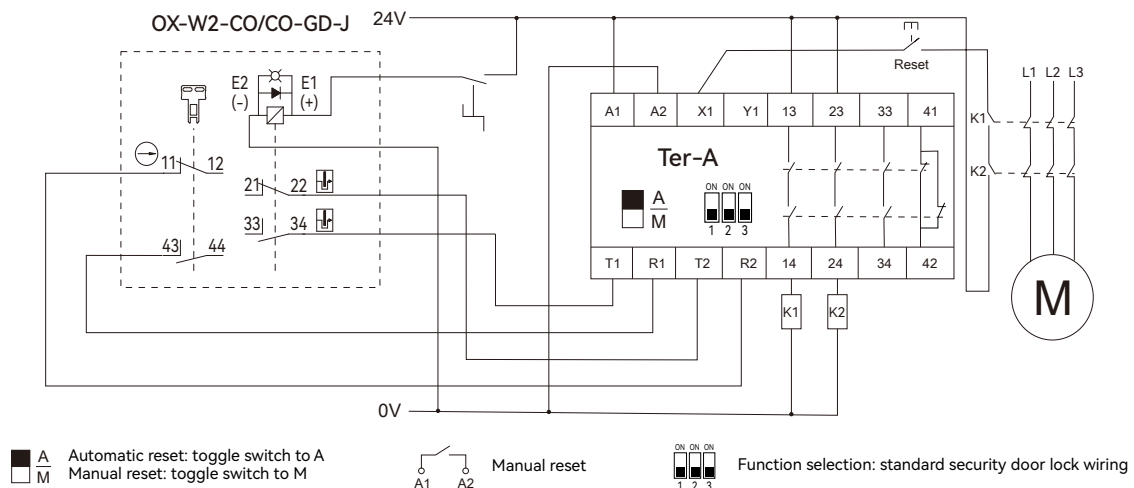 OX-W2-CO/CO-GD-J
24V
E2
(-)
E1
(+)
Reset
L1 L2 L3
A1 A2 X1 Y1 13 23 33 41
K1
11 12
Ter-A
K2
21 22
A
M
ON ON ON
1 2 3
33 34
43 44
T1 R1 T2 R2 14 24 34 42
M
K1 K2
0V
A
M
Automatic reset: toggle switch to A
Manual reset: toggle switch to M
A1 A2
Manual reset
ON ON ON
1 2 3
Function selection: standard security door lock wiring